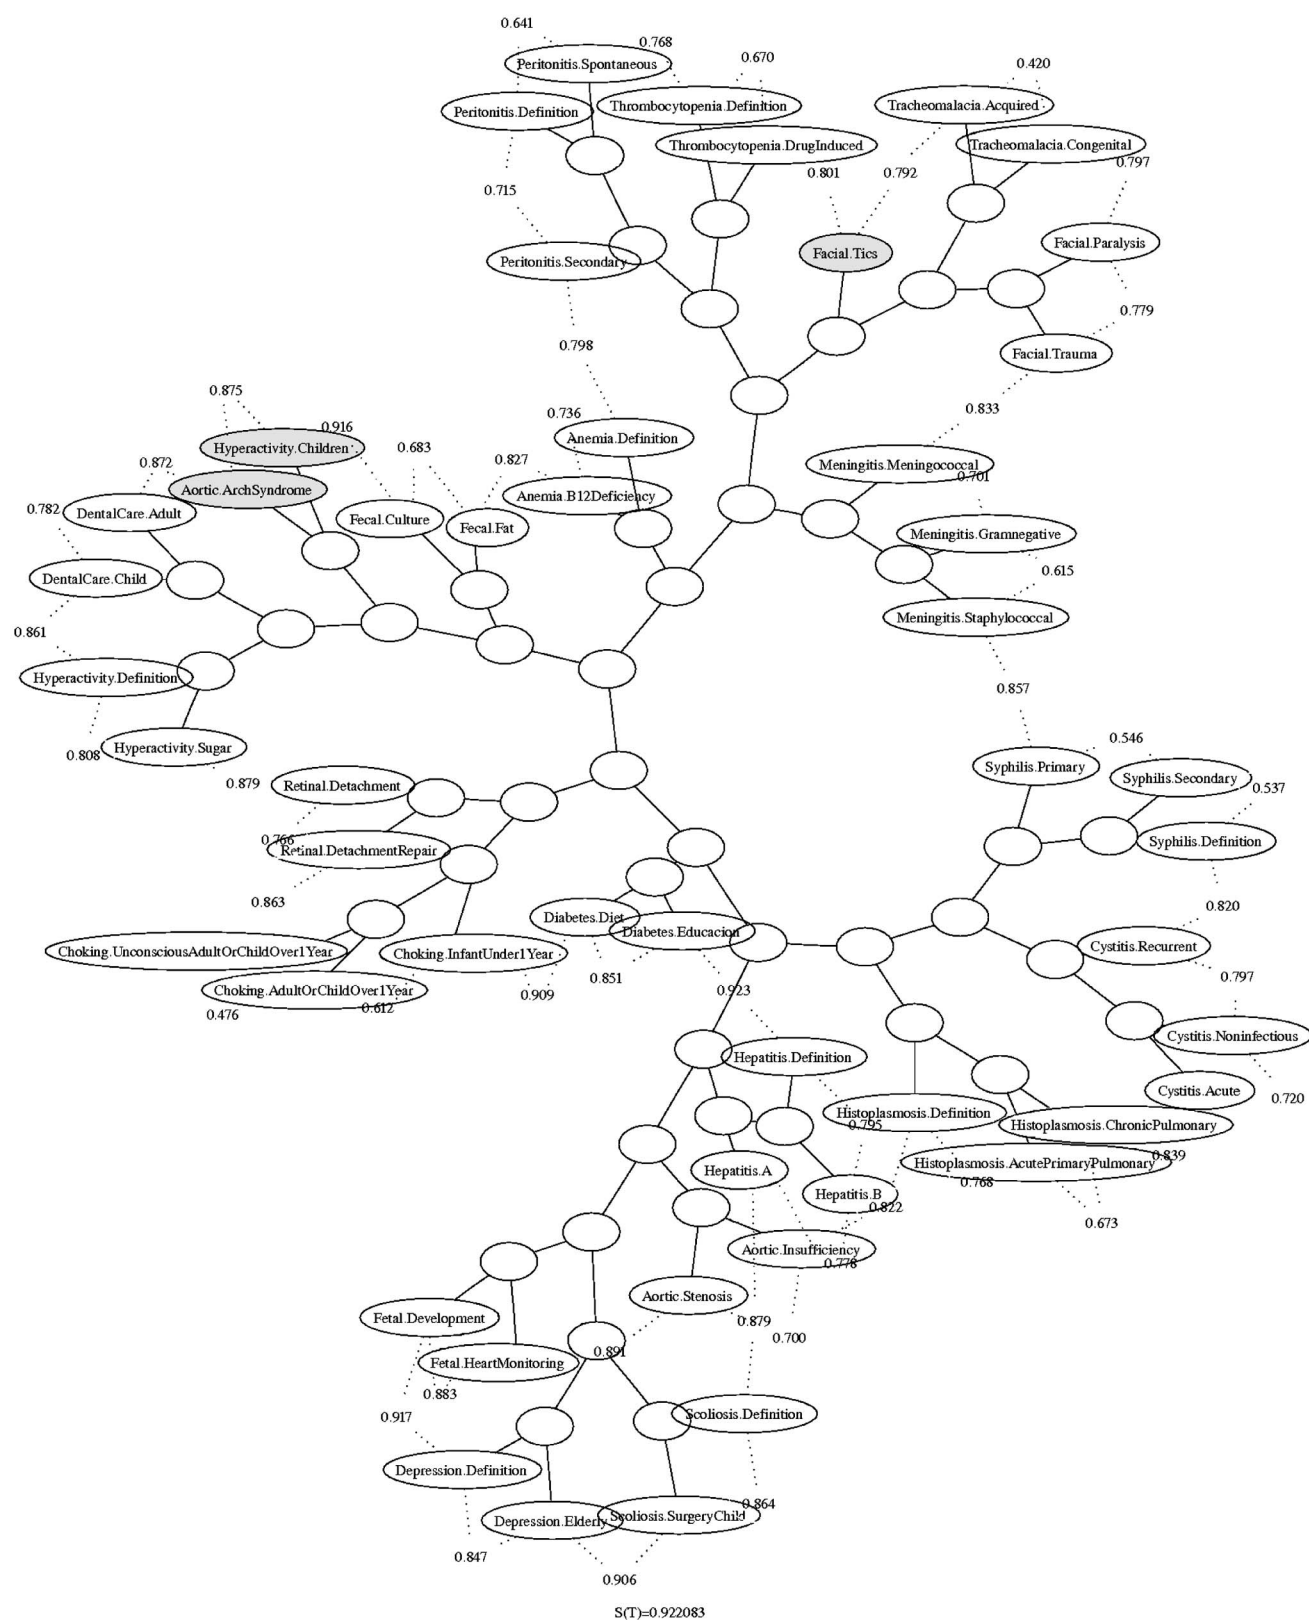 0.641
0.768
Peritonitis.Spontaneous
0.670
0.420
Peritonitis.Definition
Thrombocytopenia.Definition
Tracheomalacia.Acquired
Thrombocytopenia.DrugInduced
Tracheomalacia.Congenital
0.797
0.801
0.792
0.715
Facial.Paralysis
Facial.Tics
Peritonitis.Secondary
0.779
0.798
Facial.Trauma
0.875
0.833
0.736
0.916
Anemia.Definition
Hyperactivity.Children
0.683
0.827
0.872
Meningitis.Meningococcal
0.701
Aortic.ArchSyndrome
Anemia.B12Deficiency
0.782
DentalCare.Adult
Fecal.Culture
Fecal.Fat
Meningitis.Gramnegative
0.615
DentalCare.Child
Meningitis.Staphylococcal
0.861
Hyperactivity.Definition
0.857
0.546
Hyperactivity.Sugar
0.808
Syphilis.Primary
Syphilis.Secondary
0.879
Retinal.Detachment
0.537
0.766
Syphilis.Definition
Retinal.DetachmentRepair
0.863
0.820
Diabetes.Diet
Diabetes.Educacion
Cystitis.Recurrent
Choking.UnconsciousAdultOrChildOver1Year
Choking.InfantUnder1Year
0.851
0.797
Choking.AdultOrChildOver1Year
0.923
0.909
0.612
0.476
Cystitis.Noninfectious
Hepatitis.Definition
Cystitis.Acute
0.720
Histoplasmosis.Definition
0.795
Histoplasmosis.ChronicPulmonary
0.839
Histoplasmosis.AcutePrimaryPulmonary
Hepatitis.A
0.768
Hepatitis.B
0.822
0.673
Aortic.Insufficiency
0.778
Aortic.Stenosis
Fetal.Development
0.879
0.700
0.891
Fetal.HeartMonitoring
0.883
0.917
Scoliosis.Definition
Depression.Definition
0.864
Depression.Elderly
Scoliosis.SurgeryChild
0.847
0.906
S(T)=0.922083